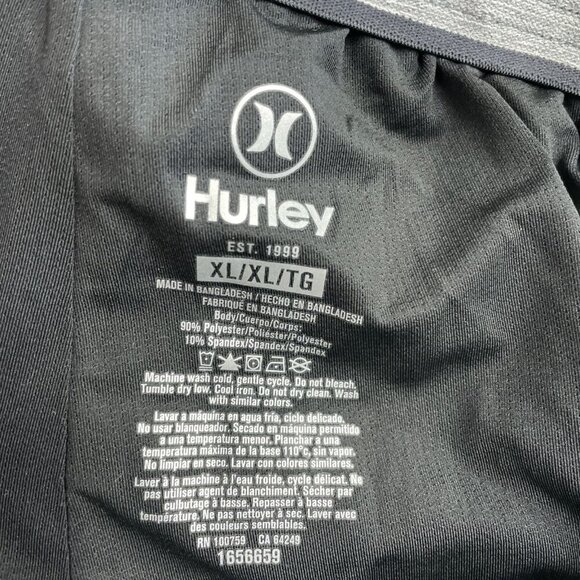 Hurley
EST. 1999
XL/XL/TG
MADE IN BANGLADESH / HECHO EN BANGLADESH
FABRIQUÉ EN BANGLADESH
Body/Cuerpo/Corps:
90% Polyester/Poliéster/Polyester
10% Spandex/Spandex/Spandex
Machine wash cold, gentle cycle. Do not bleach.
Tumble dry low. Cool iron. Do not dry clean. Wash
with similar colors.
Lavar a máquina en agua fría, ciclo delicado.
No usar blanqueador. Secado en máquina permitido
a una temperatura menor. Planchar a una
temperatura máxima de la base 110°c, sin vapor.
No limpiar en seco. Lavar con colores similares.
Laver à la machine à l'eau froide, cycle délicat. Ne
pas utiliser agent de blanchiment. Sécher par
culbutage à basse. Repasser à basse
température. Ne pas nettoyer à sec. Laver avec
des couleurs semblables.
RN 100759 CA 64249
1656659